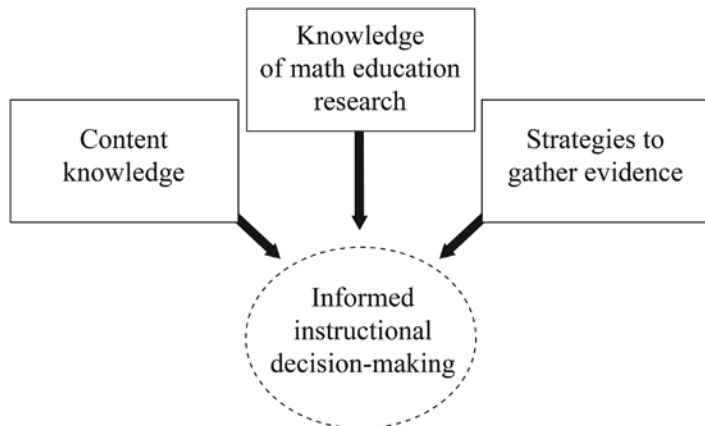 Knowledge
of math education
research
Content
knowledge
Strategies to
gather evidence
Informed
instructional
decision-making